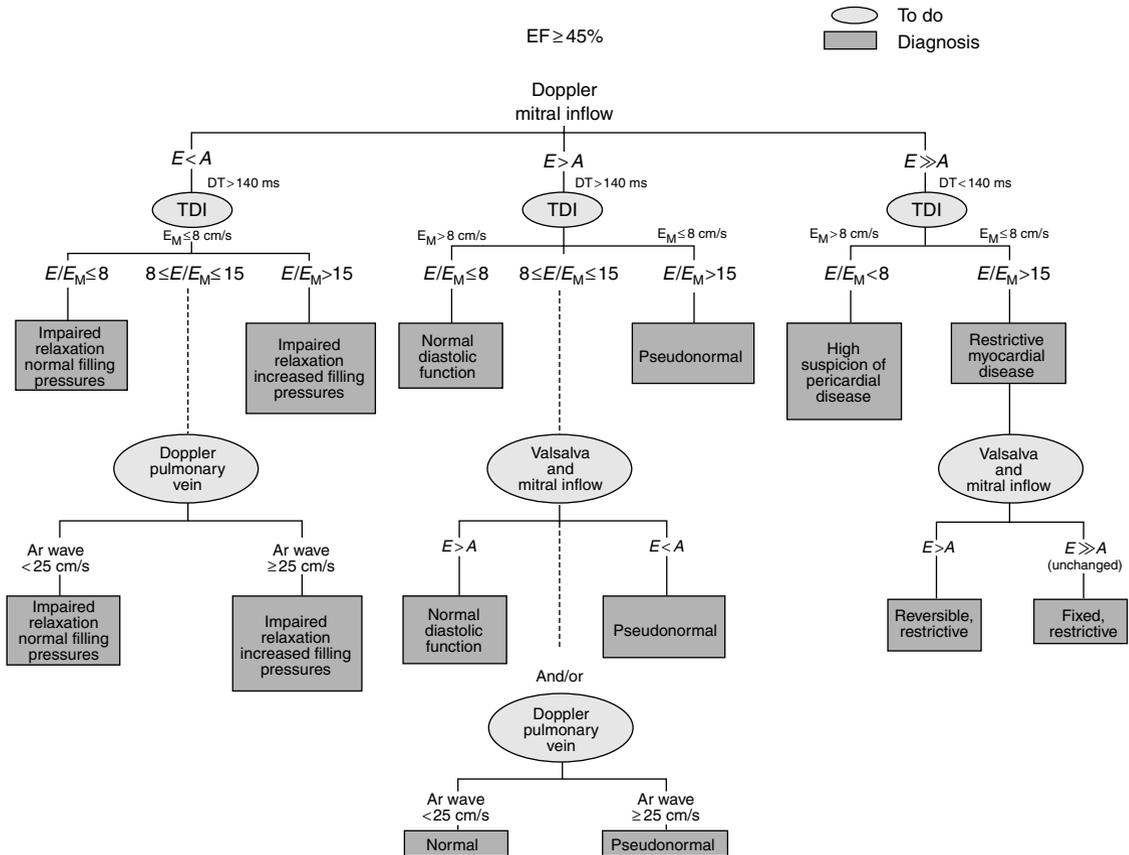 To do
Diagnosis
EF ≥ 45%
Doppler
mitral inflow
E < A
DT > 140 ms
TDI
E > A
DT > 140 ms
TDI
E ≫ A
DT < 140 ms
TDI
EM ≤ 8 cm/s
EM > 8 cm/s
EM ≤ 8 cm/s
EM > 8 cm/s
EM ≤ 8 cm/s
E/EM ≤ 8
8 ≤ E/EM ≤ 15
E/EM > 15
E/EM ≤ 8
8 ≤ E/EM ≤ 15
E/EM > 15
E/EM < 8
E/EM > 15
Impaired
relaxation
normal filling
pressures
Impaired
relaxation
increased filling
pressures
Normal
diastolic
function
Pseudonormal
High
suspicion of
pericardial
disease
Restrictive
myocardial
disease
Doppler
pulmonary
vein
Valsalva
and
mitral inflow
Valsalva
and
mitral inflow
Ar wave
< 25 cm/s
Ar wave
≥ 25 cm/s
E > A
E < A
E > A
E ≫ A
(unchanged)
Impaired
relaxation
normal filling
pressures
Impaired
relaxation
increased filling
pressures
Normal
diastolic
function
Pseudonormal
Reversible,
restrictive
Fixed,
restrictive
And/or
Doppler
pulmonary
vein
Ar wave
< 25 cm/s
Ar wave
≥ 25 cm/s
Normal
Pseudonormal